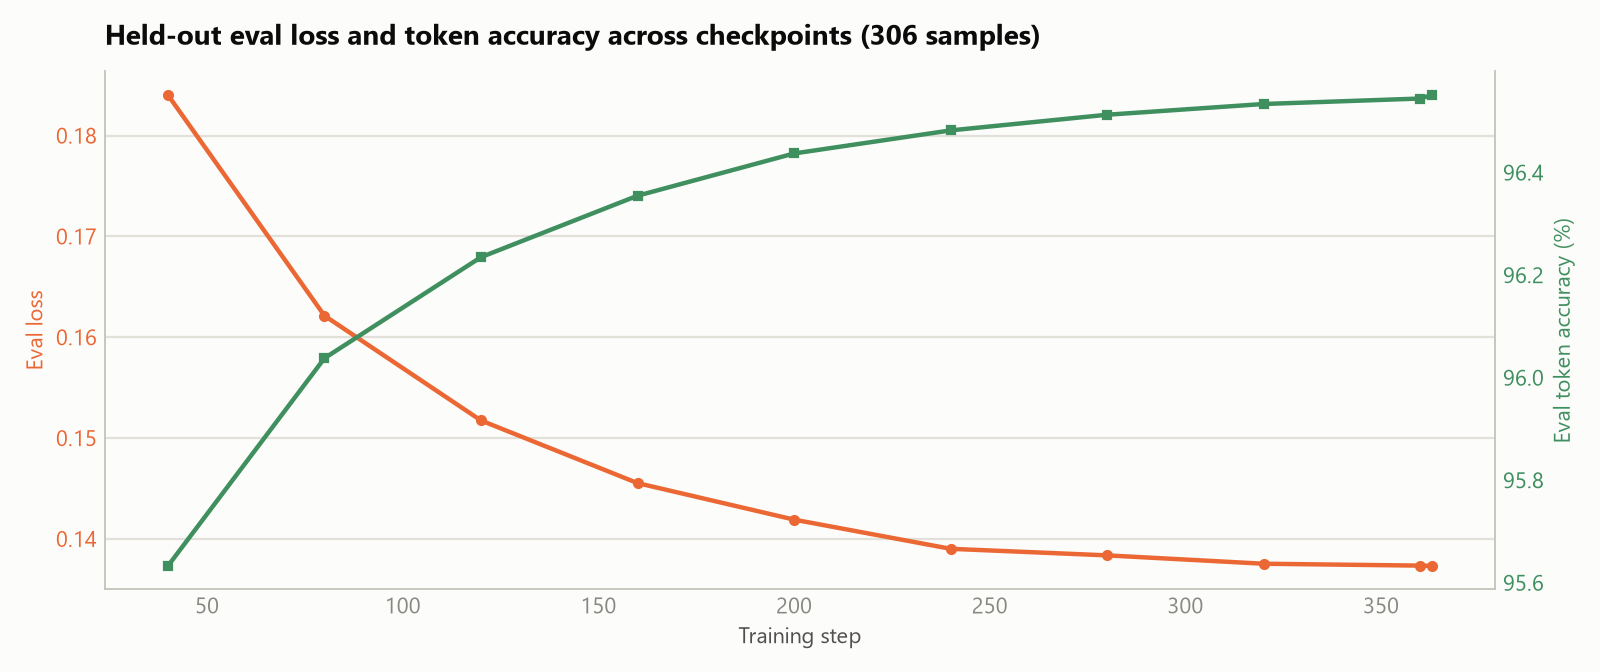 Held-out eval loss and token accuracy across checkpoints (306 samples)
Eval loss
0.18
0.17
0.16
0.15
0.14
96.4
96.2
96.0
95.8
95.6
Eval token accuracy (%)
50 100 150 200 250 300 350
Training step